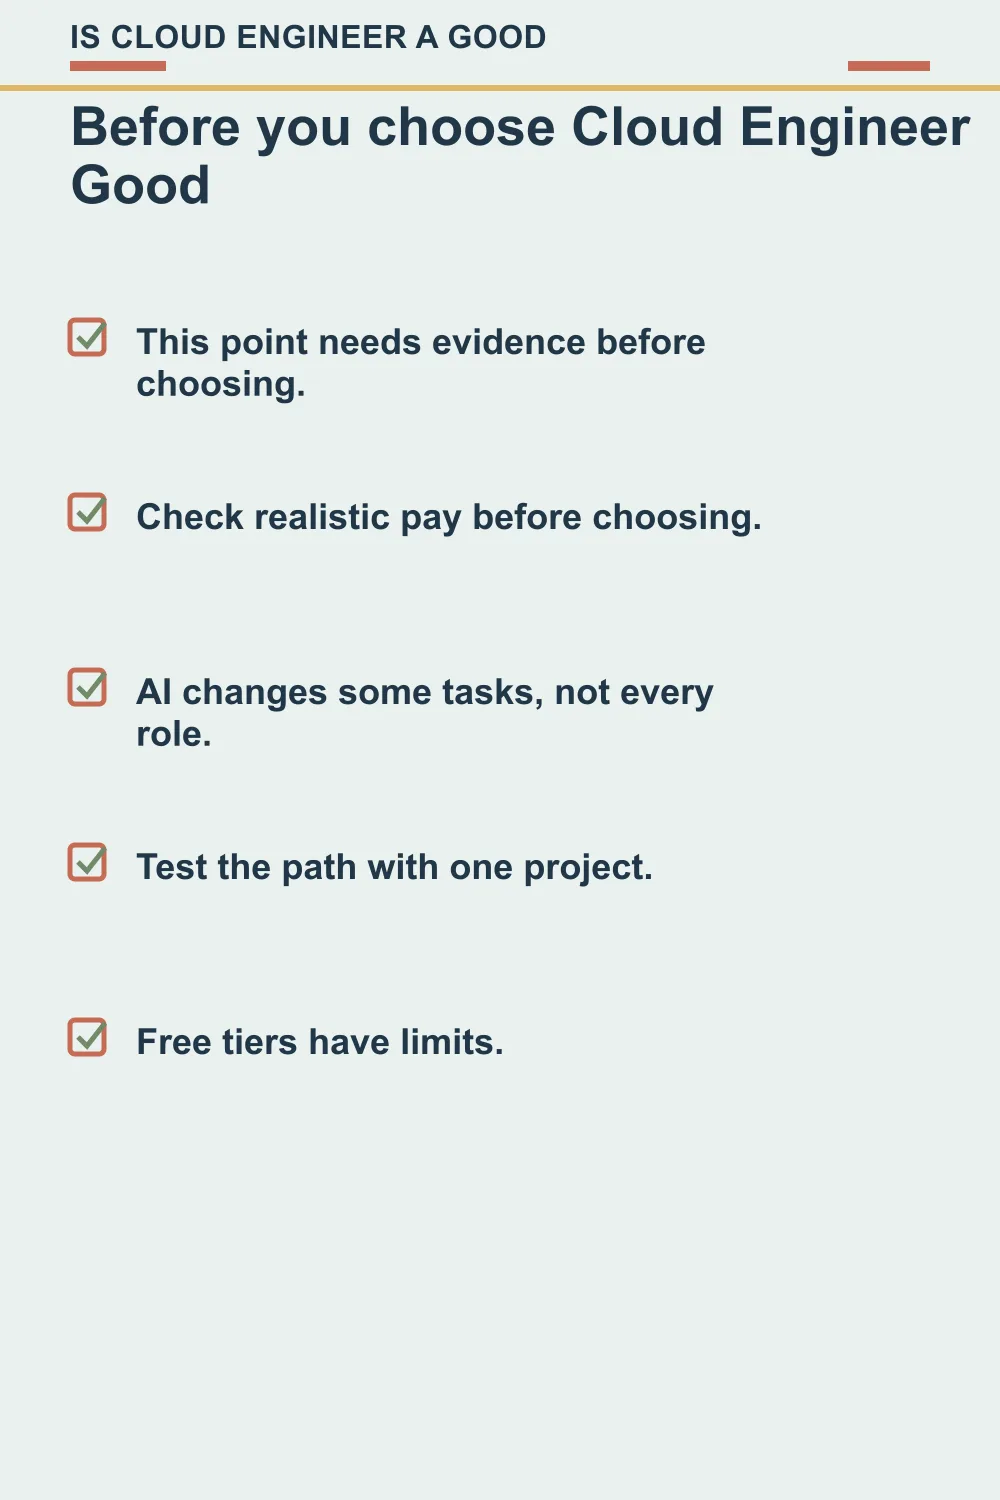 IS CLOUD ENGINEER A GOOD
Before you choose Cloud Engineer
Good
This point needs evidence before
choosing.
Check realistic pay before choosing.
AI changes some tasks, not every
role.
Test the path with one project.
Free tiers have limits.